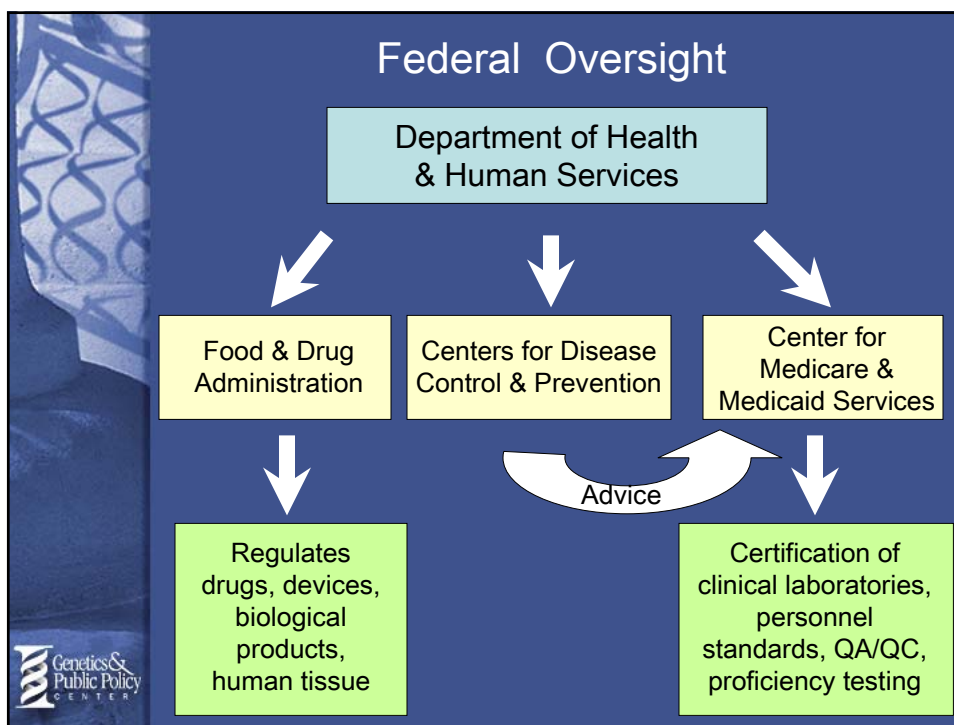 Federal Oversight
Department of Health
& Human Services
Food & Drug
Administration
Centers for Disease
Control & Prevention
Center for
Medicare &
Medicaid Services
Advice
Regulates
drugs, devices,
biological
products,
human tissue
Certification of
clinical laboratories,
personnel
standards, QA/QC,
proficiency testing
Genetics &
Public Policy
CENTER